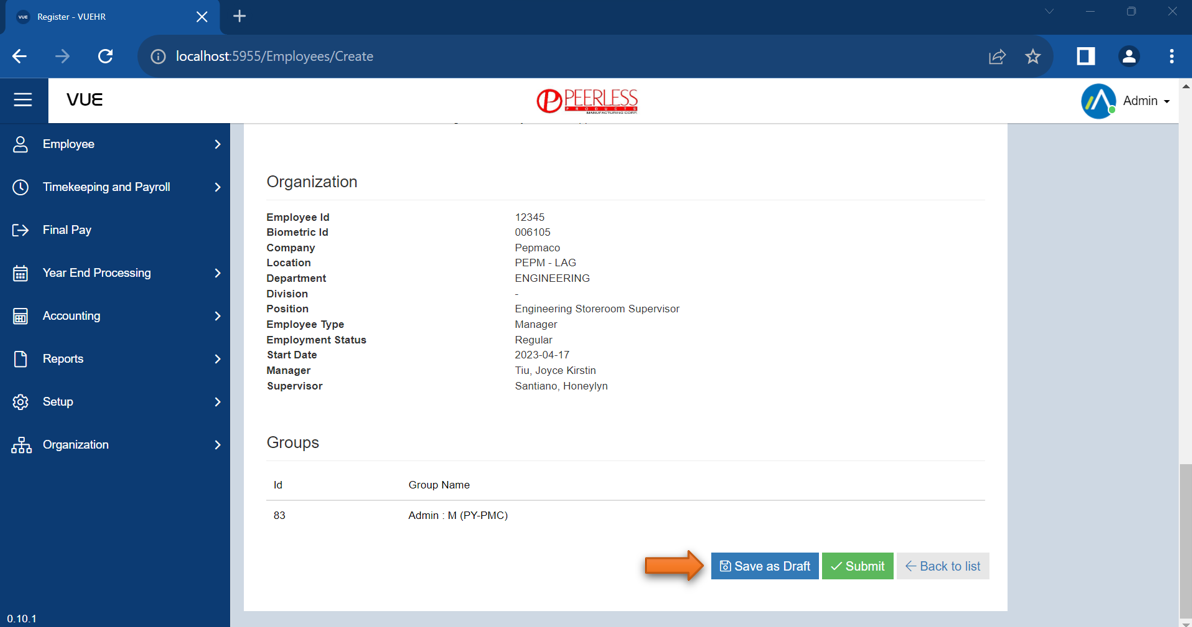 VUE Register - VUEHR
localhost:5955/Employees/Create
VUE
PEERLESS
PRODUCTS
Admin
Employee
Timekeeping and Payroll
Final Pay
Year End Processing
Accounting
Reports
Setup
Organization
0.10.1
Organization
Employee Id 12345
Biometric Id 006105
Company Pepmaco
Location PEPM - LAG
Department ENGINEERING
Division -
Position Engineering Storeroom Supervisor
Employee Type Manager
Employment Status Regular
Start Date 2023-04-17
Manager Tiu, Joyce Kirstin
Supervisor Santiano, Honeylyn
Groups
Id Group Name
83 Admin : M (PY-PMC)
Save as Draft Submit Back to list